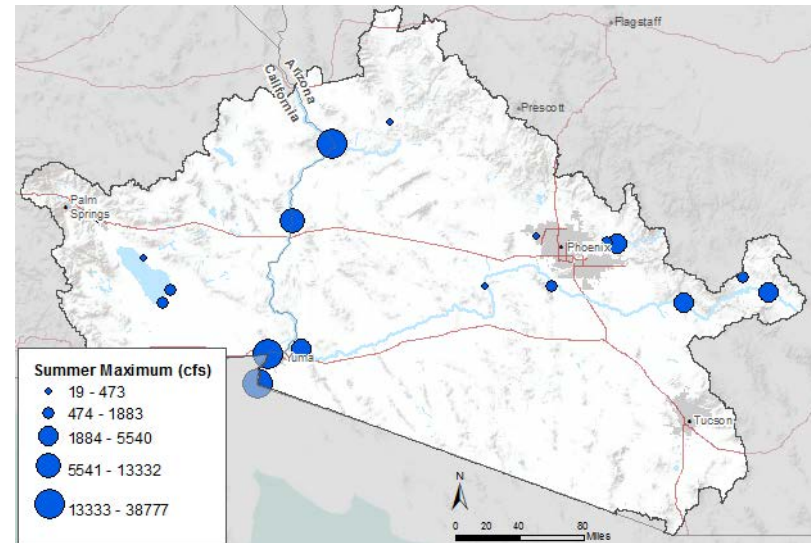 Flagstaff
Arizona
California
Prescott
Palm
Springs
Phoenix
Yuma
Tucson
Summer Maximum (cfs)
19 - 473
474 - 1883
1884 - 5540
5541 - 13332
13333 - 38777
N
0 20 40 80
Miles